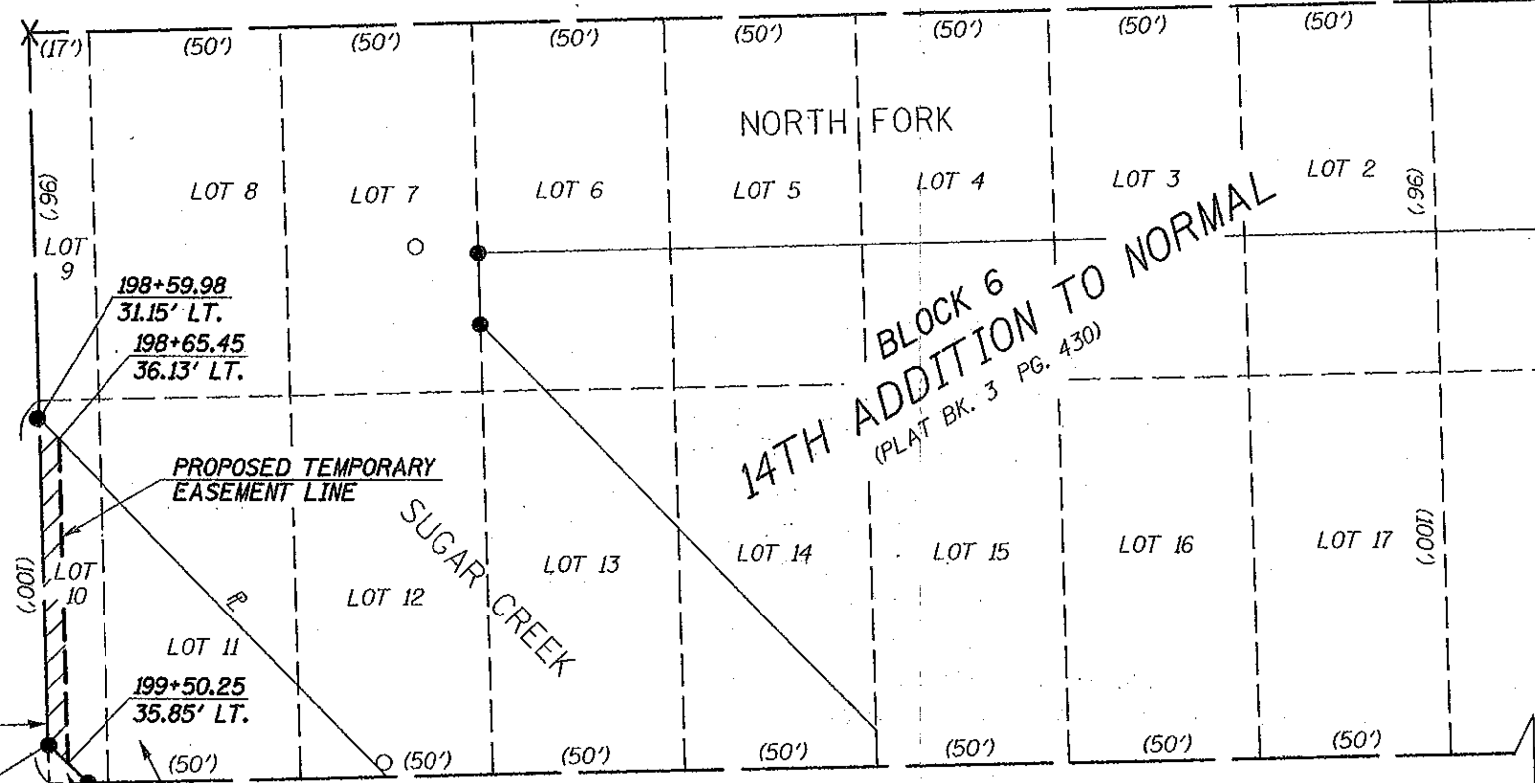 (17') (50') (50') (50') (50') (50') (50') (50')
NORTH FORK
(96') LOT 8 LOT 7 LOT 6 LOT 5 LOT 4 LOT 3 LOT 2 (96')
LOT
9
198+59.98
31.15' LT.
198+65.45
36.13' LT.
BLOCK 6
14TH ADDITION TO NORMAL
(PLAT BK. 3 PG. 430)
PROPOSED TEMPORARY
EASEMENT LINE
SUGAR CREEK
(100') LOT
10
LOT 11 LOT 12 LOT 13 LOT 14 LOT 15 LOT 16 LOT 17 (100')
PL
199+50.25
35.85' LT.
(50') (50') (50') (50') (50') (50') (50')